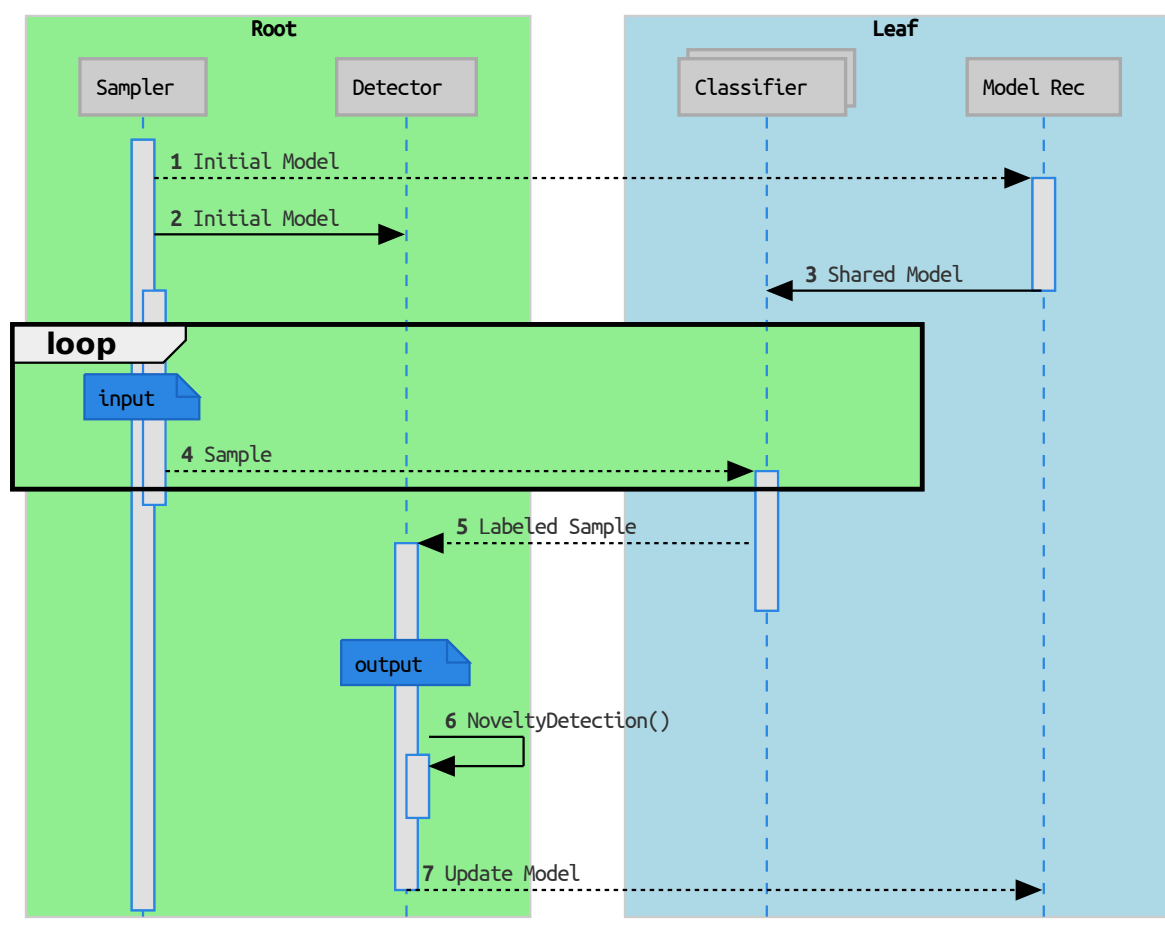 Root
Leaf
Sampler
Detector
Classifier
Model Rec
1 Initial Model
2 Initial Model
3 Shared Model
loop
input
4 Sample
5 Labeled Sample
output
6 NoveltyDetection()
7 Update Model